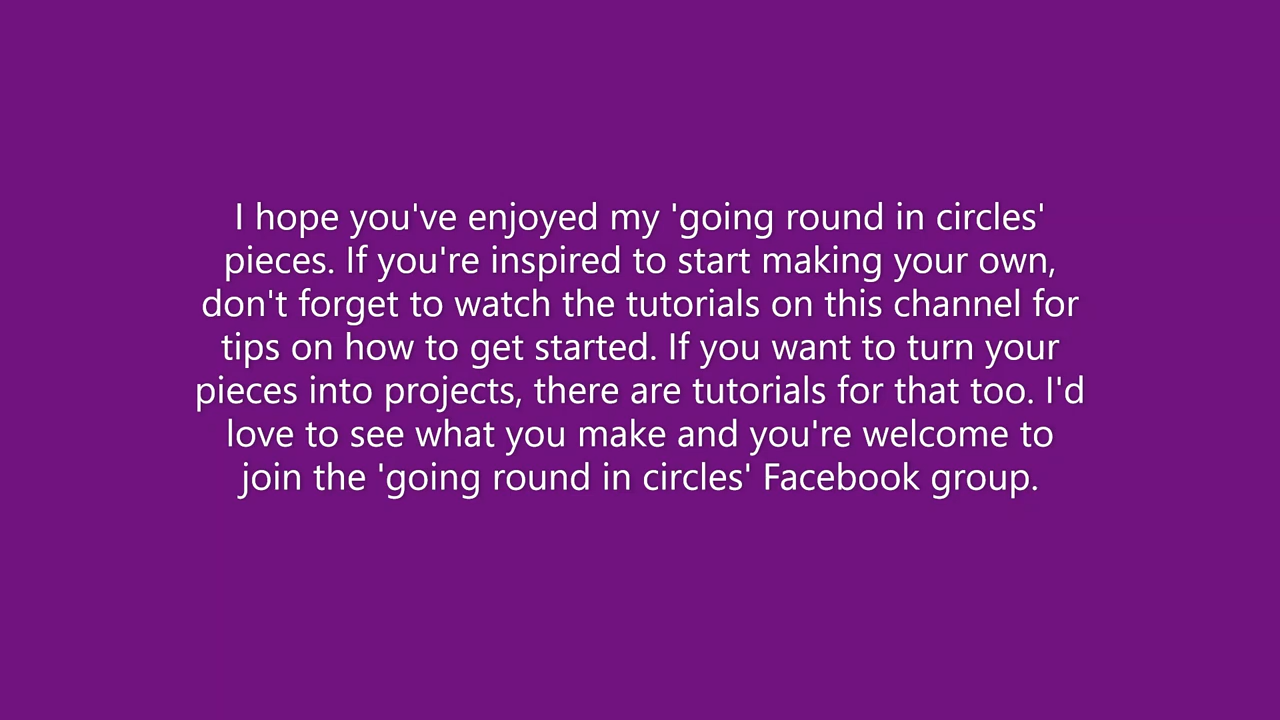 I hope you've enjoyed my 'going round in circles'
pieces. If you're inspired to start making your own,
don't forget to watch the tutorials on this channel for
tips on how to get started. If you want to turn your
pieces into projects, there are tutorials for that too. I'd
love to see what you make and you're welcome to
join the 'going round in circles' Facebook group.